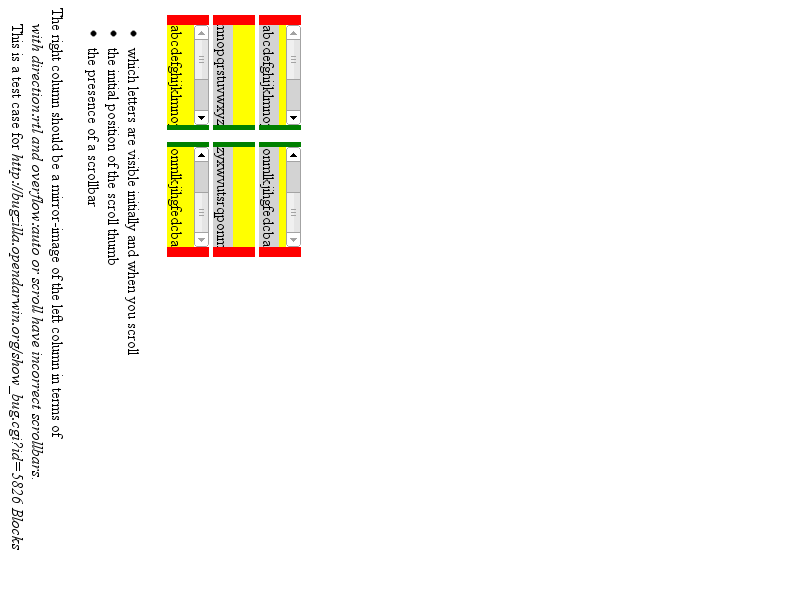 This is a test case for http://bugzilla.opendarwin.org/show_bug.cgi?id=5826 Blocks
with direction:rtl and overflow:auto or scroll have incorrect scrollbars.
The right column should be a mirror-image of the left column in terms of
the presence of a scrollbar
the initial position of the scroll thumb
which letters are visible initially and when you scroll
abcdefghijklmno
onmlkjihgfedcba
mnopqrstuvwxyz
zyxwvutsrqponm
abcdefghijklmno
onmlkjihgfedcba